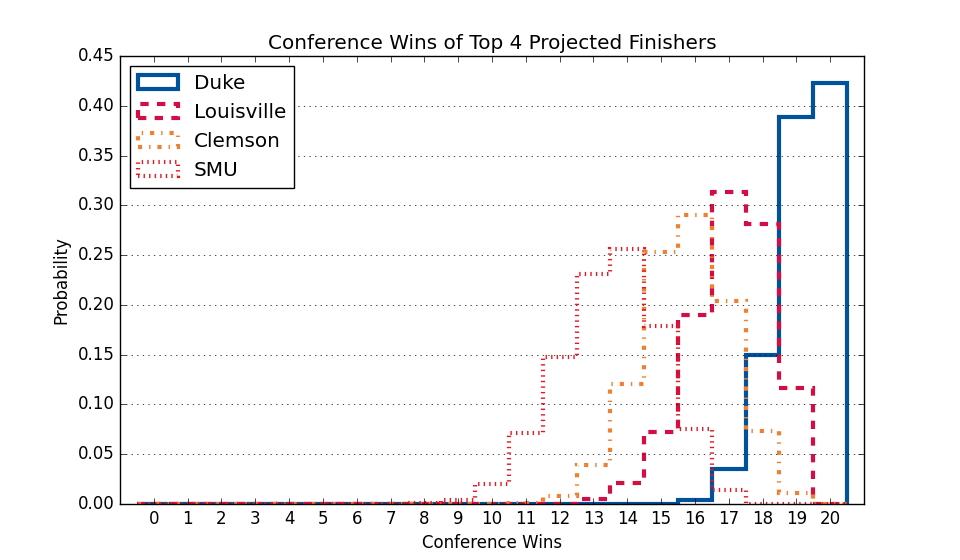 Conference Wins of Top 4 Projected Finishers
Duke
Louisville
Clemson
SMU
0.45
0.40
0.35
0.30
0.25
0.20
0.15
0.10
0.05
0.00
Probability
0 1 2 3 4 5 6 7 8 9 10 11 12 13 14 15 16 17 18 19 20
Conference Wins